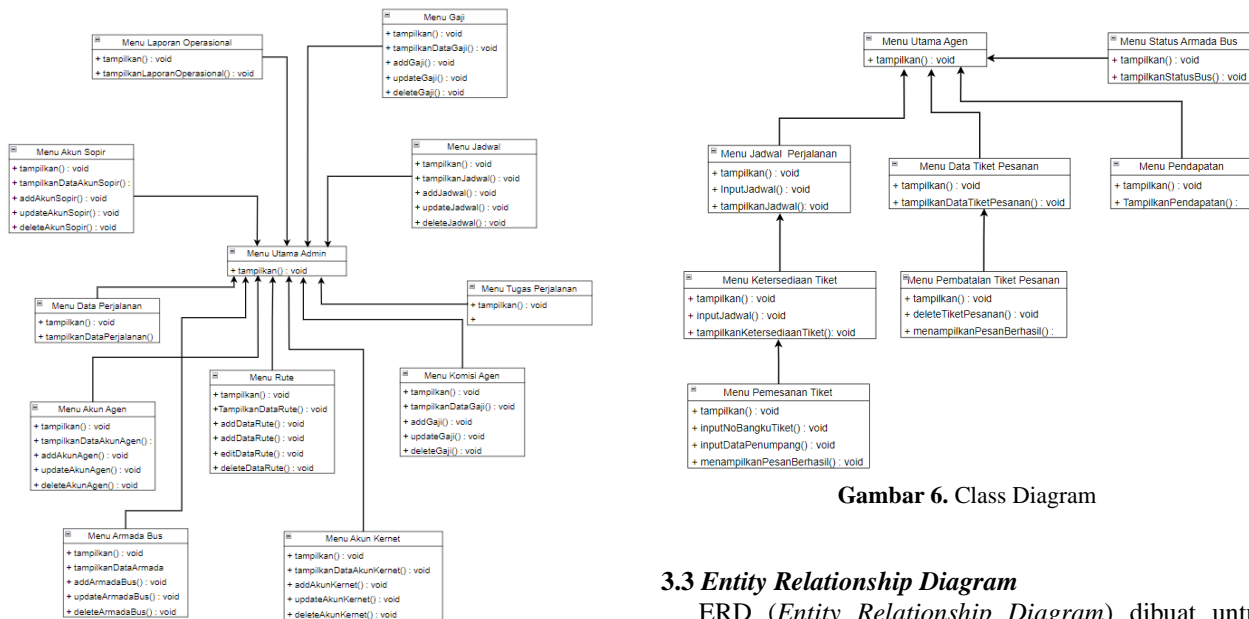 Menu Laporan Operasional
+ tampilkan() : void
+ tampilkanLaporanOperasional() : void
Menu Gaji
+ tampilkan() : void
+ tampilkanDataGaji() : void
+ addGaji() : void
+ updateGaji() : void
+ deleteGaji() : void
Menu Akun Sopir
+ tampilkan() : void
+ tampilkanDataAkunSopir() :
+ addAkunSopir() : void
+ updateAkunSopir() : void
+ deleteAkunSopir() : void
Menu Jadwal
+ tampilkan() : void
+ tampilkanJadwal() : void
+ addJadwal() : void
+ updateJadwal() : void
+ deleteJadwal() : void
Menu Utama Admin
+ tampilkan() : void
Menu Data Perjalanan
+ tampilkan() : void
+ tampilkanDataPerjalanan()
Menu Tugas Perjalanan
+ tampilkan() : void
+
Menu Akun Agen
+ tampilkan() : void
+ tampilkanDataAkunAgen() :
+ addAkunAgen() : void
+ updateAkunAgen() : void
+ deleteAkunAgen() : void
Menu Rute
+ tampilkan() : void
+TampilkanDataRute() : void
+ addDataRute() : void
+ addDataRute() : void
+ editDataRute() : void
+ deleteDataRute() : void
Menu Komisi Agen
+ tampilkan() : void
+ tampilkanDataGaji() : void
+ addGaji() : void
+ updateGaji() : void
+ deleteGaji() : void
Menu Armada Bus
+ tampilkan() : void
+ tampilkanDataArmada
+ addArmadaBus() : void
+ updateArmadaBus() : void
+ deleteArmadaBus() : void
Menu Akun Kernet
+ tampilkan() : void
+ tampilkanDataAkunKernet() : void
+ addAkunKernet() : void
+ updateAkunKernet() : void
+ deleteAkunKernet() : void
Menu Utama Agen
+ tampilkan() : void
Menu Status Armada Bus
+ tampilkan() : void
+ tampilkanStatusBus() : void
Menu Jadwal Perjalanan
+ tampilkan() : void
+ InputJadwal() : void
+ tampilkanJadwal(): void
Menu Data Tiket Pesanan
+ tampilkan() : void
+ tampilkanDataTiketPesanan() : void
Menu Pendapatan
+ tampilkan() : void
+ TampilkanPendapatan() :
Menu Ketersediaan Tiket
+ tampilkan() : void
+ inputJadwal() : void
+ tampilkanKetersediaanTiket(): void
Menu Pembatalan Tiket Pesanan
+ tampilkan() : void
+ deleteTiketPesanan() : void
+ menampilkanPesanBerhasil() :
Menu Pemesanan Tiket
+ tampilkan() : void
+ inputNoBangkuTiket() : void
+ inputDataPenumpang() : void
+ menampilkanPesanBerhasil() : void
Gambar 6. Class Diagram
3.3 Entity Relationship Diagram
ERD (Entity Relationship Diagram) dibuat untu